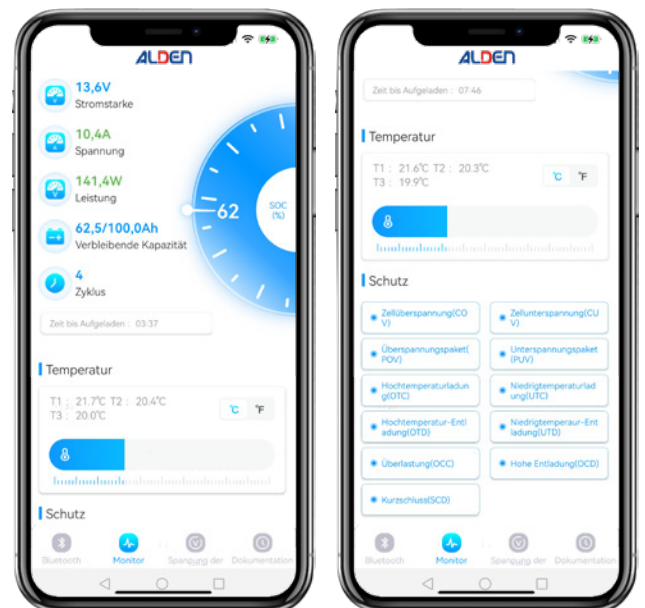 ALDEN
13,6V
Stromstarke
10,4A
Spannung
141,4W
Leistung
62,5/100,0Ah
Verbleibende Kapazität
4
Zyklus
62
SOC
(%)
Zeit bis Aufgeladen : 03:37
Temperatur
T1 : 21.7℃ T2 : 20.4℃
T3 : 20.0℃
℃ ℉
Schutz
Bluetooth Monitor Spangung der Dokumentation
ALDEN
Zeit bis Aufgeladen : 07:46
Temperatur
T1 : 21.6℃ T2 : 20.3℃
T3 : 19.9℃
℃ ℉
Schutz
Zellüberspannung(CO
V)
Zellunterspannung(CU
V)
Überspannungspaket(
POV)
Unterspannungspaket
(PUV)
Hochtemperaturladun
g(OTC)
Niedrigtemperaturlad
ung(UTC)
Hochtemperatur-Entl
adung(OTD)
Niedrigtemperaur-Ent
ladung(UTD)
Überlastung(OCC)
Hohe Entladung(OCD)
Kurzschluss(SCD)
Bluetooth Monitor Spangung der Dokumentation